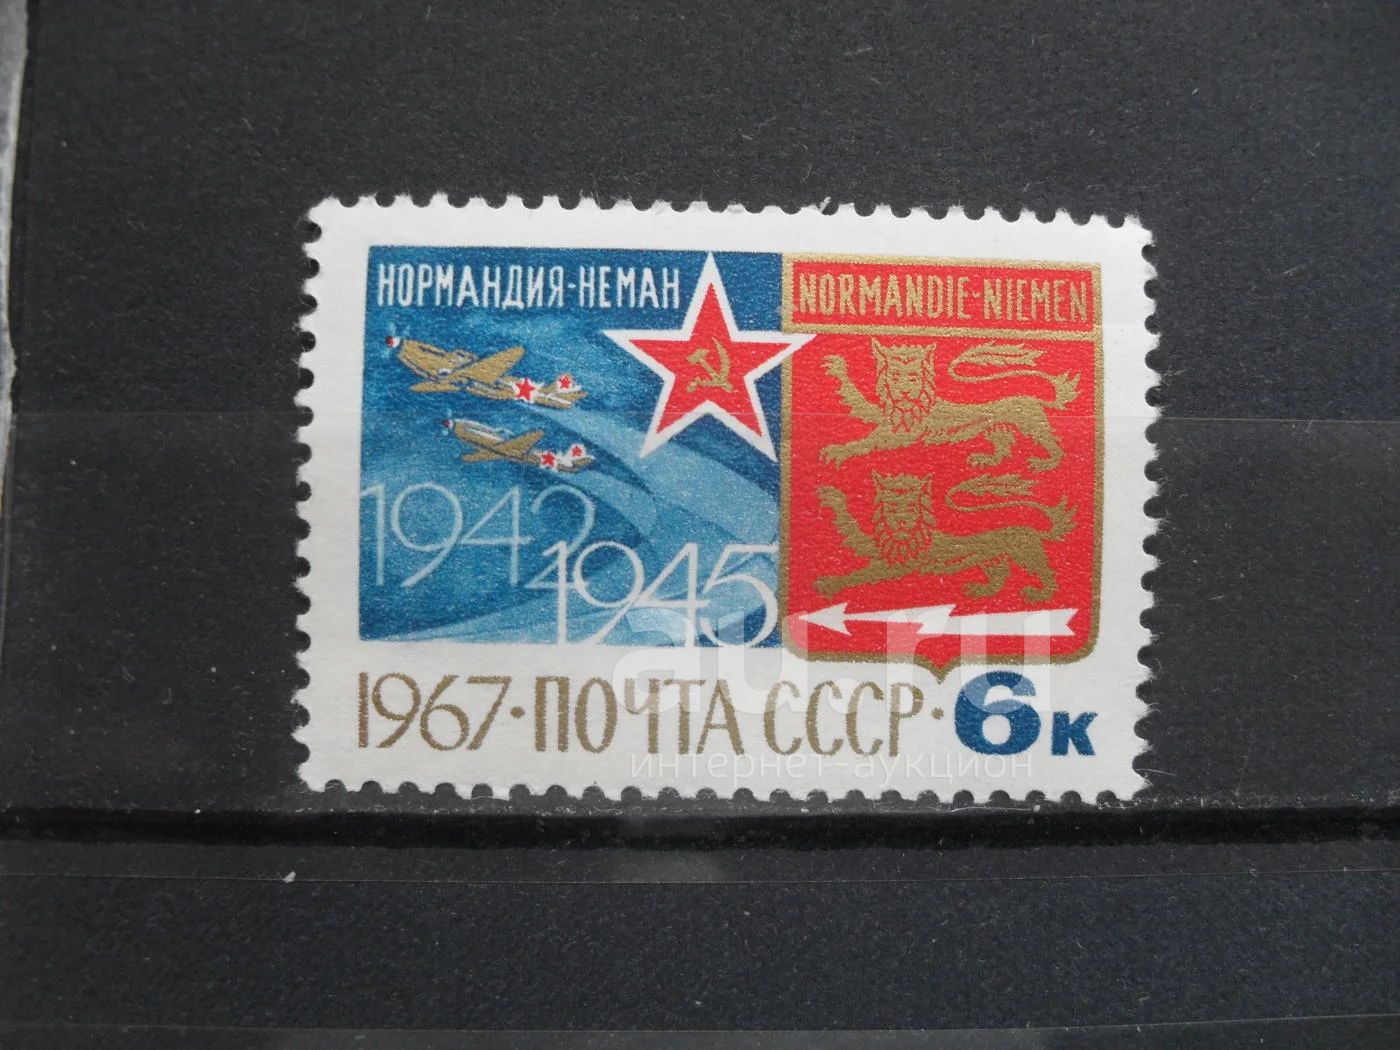 НОРМАНДИЯ-НЕМАН
NORMANDIE-NIEMEN
1942
1945
1967·ПОЧТА СССР·6к
au.ru
интернет-аукцион